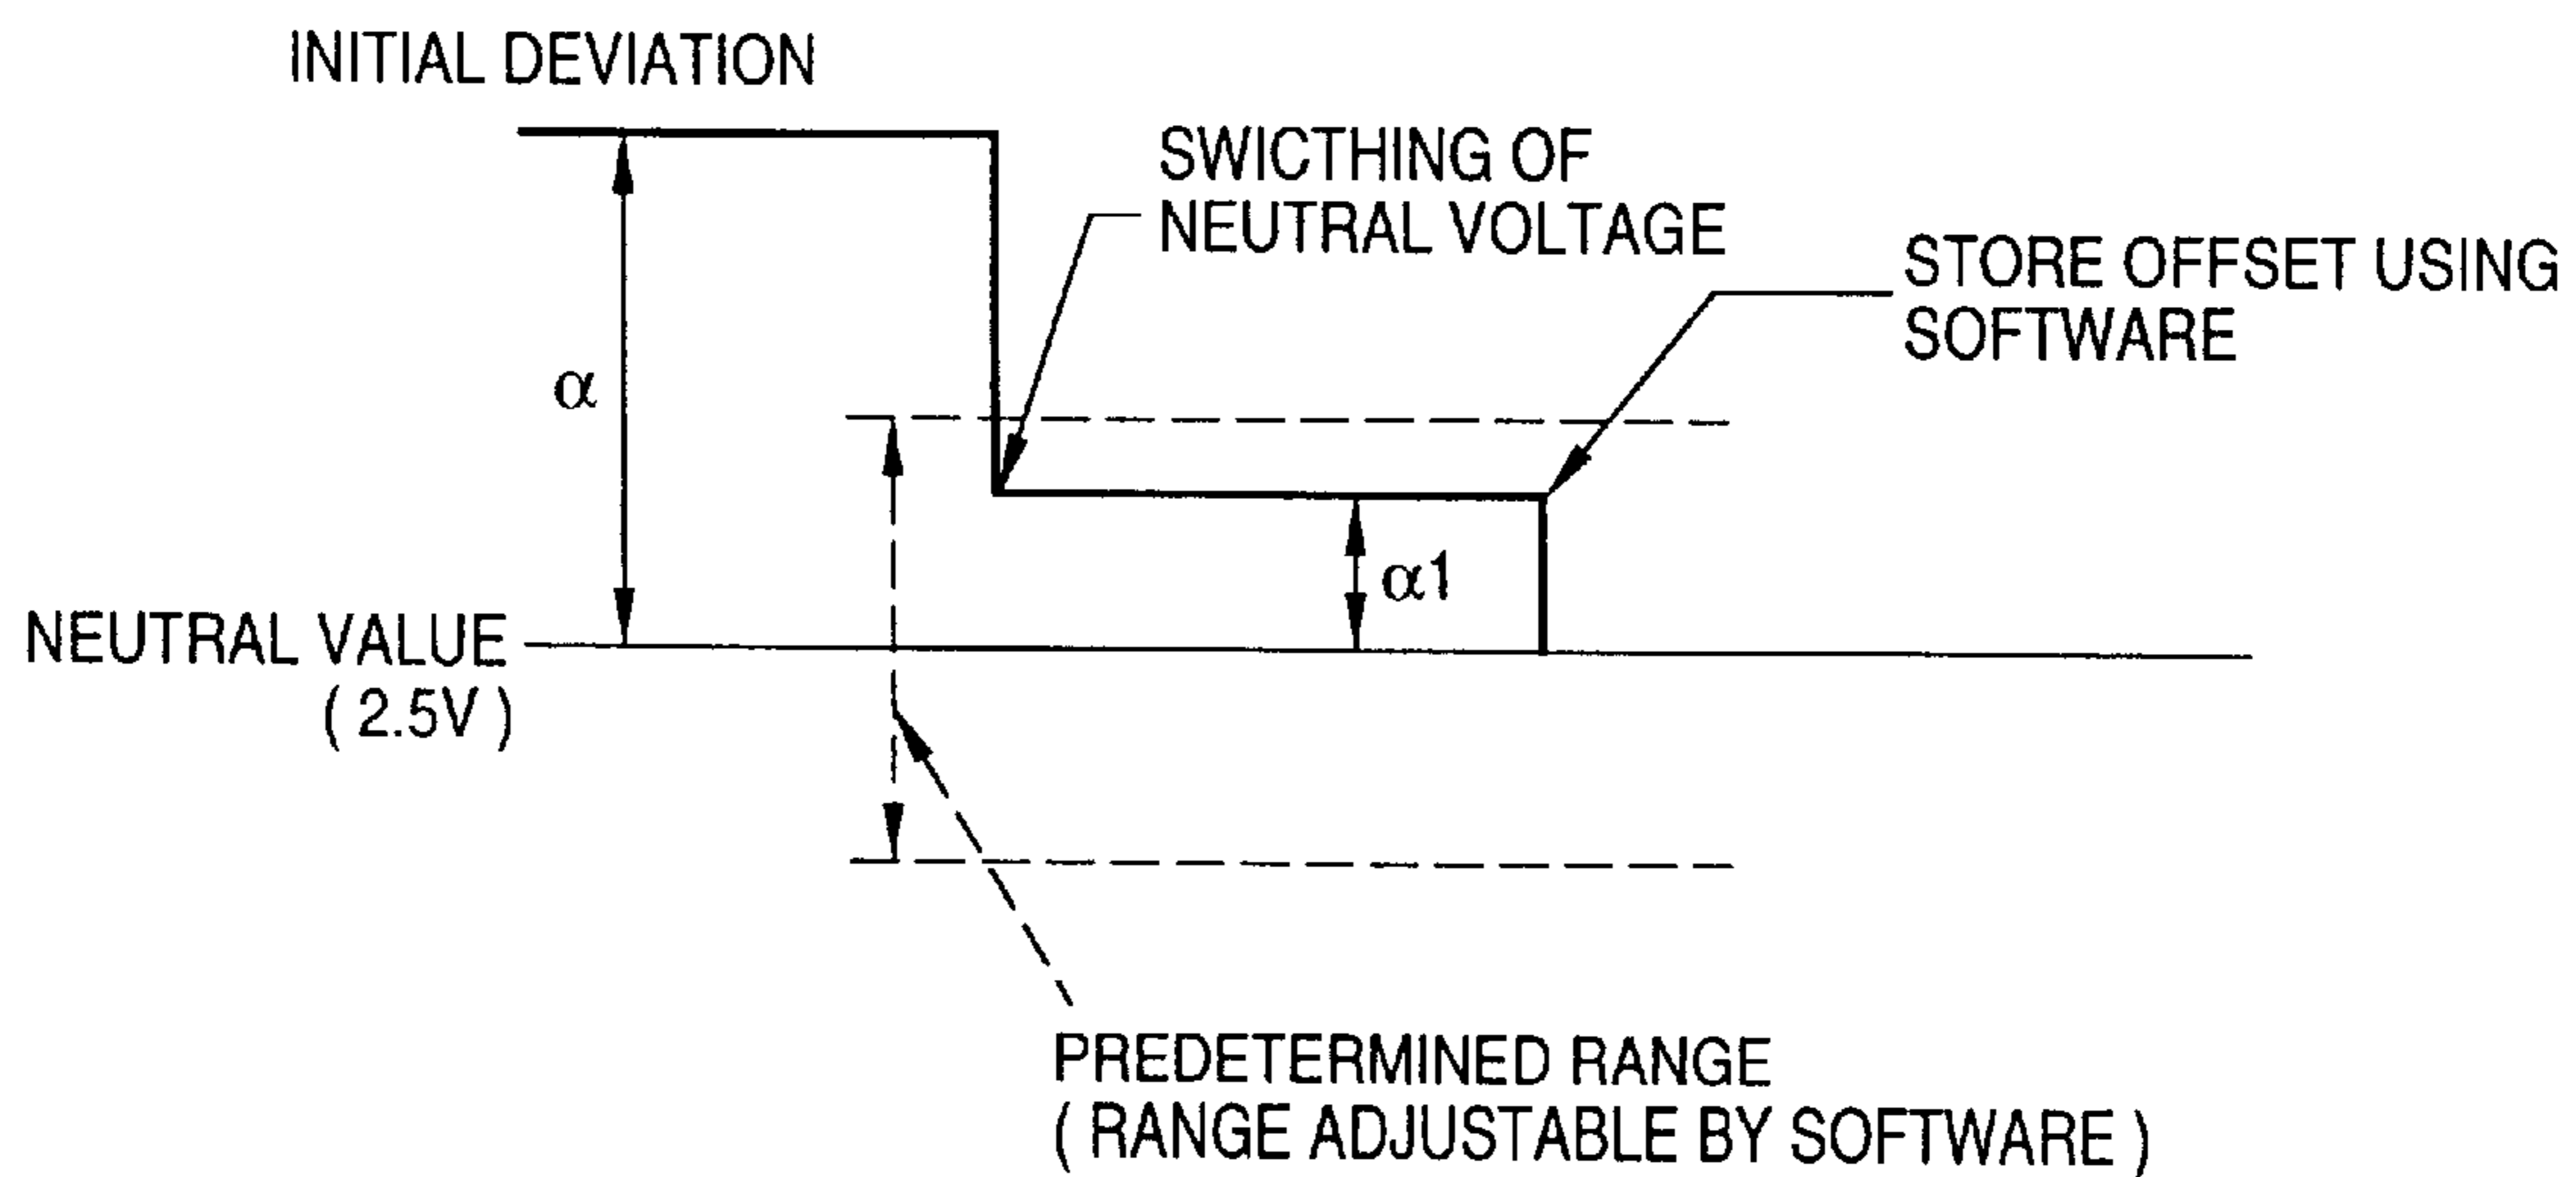 INITIAL DEVIATION
SWICTHING OF
NEUTRAL VOLTAGE
STORE OFFSET USING
SOFTWARE
α
α1
NEUTRAL VALUE
( 2.5V )
PREDETERMINED RANGE
( RANGE ADJUSTABLE BY SOFTWARE )